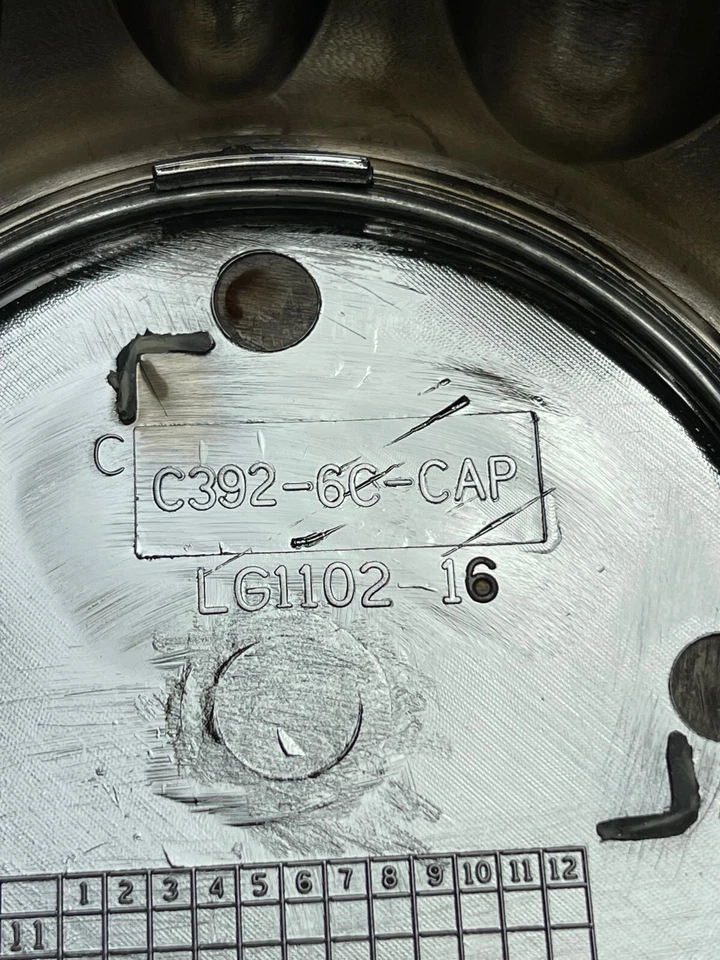 C
C392-6C-CAP
LG1102-16
1 2 3 4 5 6 7 8 9 10 11 12
11